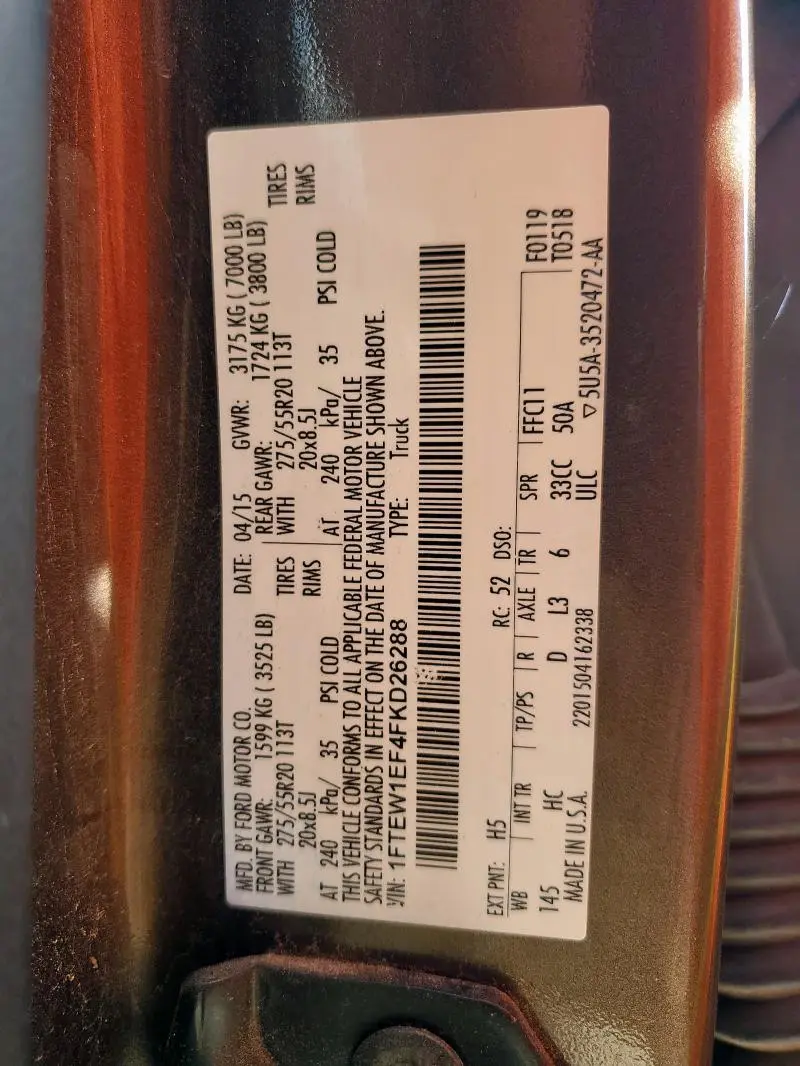 MFD. BY FORD MOTOR CO.
DATE: 04/15 GVWR: 3175 KG ( 7000 LB)
FRONT GAWR: 1599 KG ( 3525 LB) REAR GAWR: 1724 KG ( 3800 LB)
WITH 275/55R20 113T TIRES WITH 275/55R20 113T TIRES
20x8.5J RIMS 20x8.5J RIMS
AT 240 kPa/ 35 PSI COLD AT 240 kPa/ 35 PSI COLD
THIS VEHICLE CONFORMS TO ALL APPLICABLE FEDERAL MOTOR VEHICLE
SAFETY STANDARDS IN EFFECT ON THE DATE OF MANUFACTURE SHOWN ABOVE.
VIN: 1FTEW1EF4FKD26288 TYPE: Truck
EXT PNT: H5 RC: 52 DSO:
WB INT TR TP/PS R AXLE TR SPR FFC11 F0119
145 HC D L3 6 33CC 50A T0518
MADE IN U.S.A. 2201504162338 ULC ▽5U5A-3520472-AA